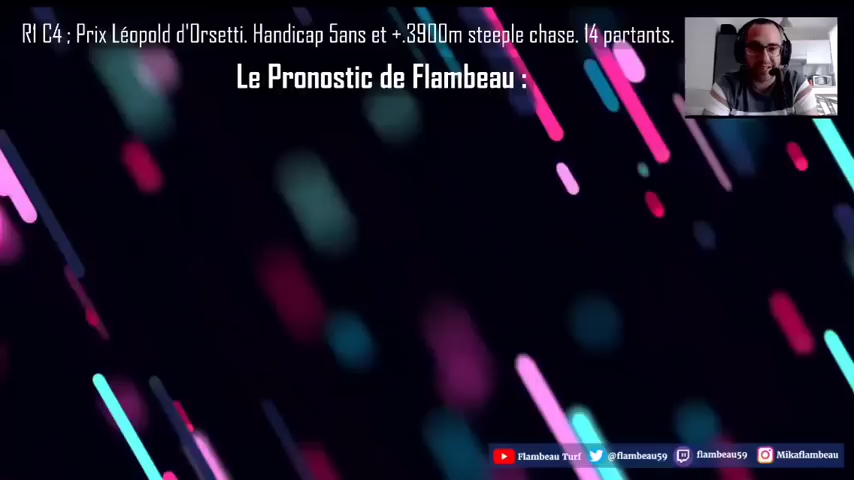 R1 C4 ; Prix Léopold d'Orsetti. Handicap 5ans et +.3900m steeple chase. 14 partants.
Le Pronostic de Flambeau :
Flambeau Turf @flambeau59 flambeau59 Mikaflambeau